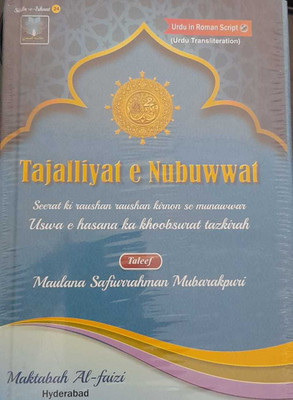 24
Urdu in Roman Script
(Urdu Transliteration)
Tajalliyat e Nubuwwat
Seerat ki raushan raushan kirnon se munawwar
Uswa e hasana ka khoobsurat tazkirah
Taleef
Maulana Safiurrahman Mubarakpuri
Maktabah Al-faizi
Hyderabad